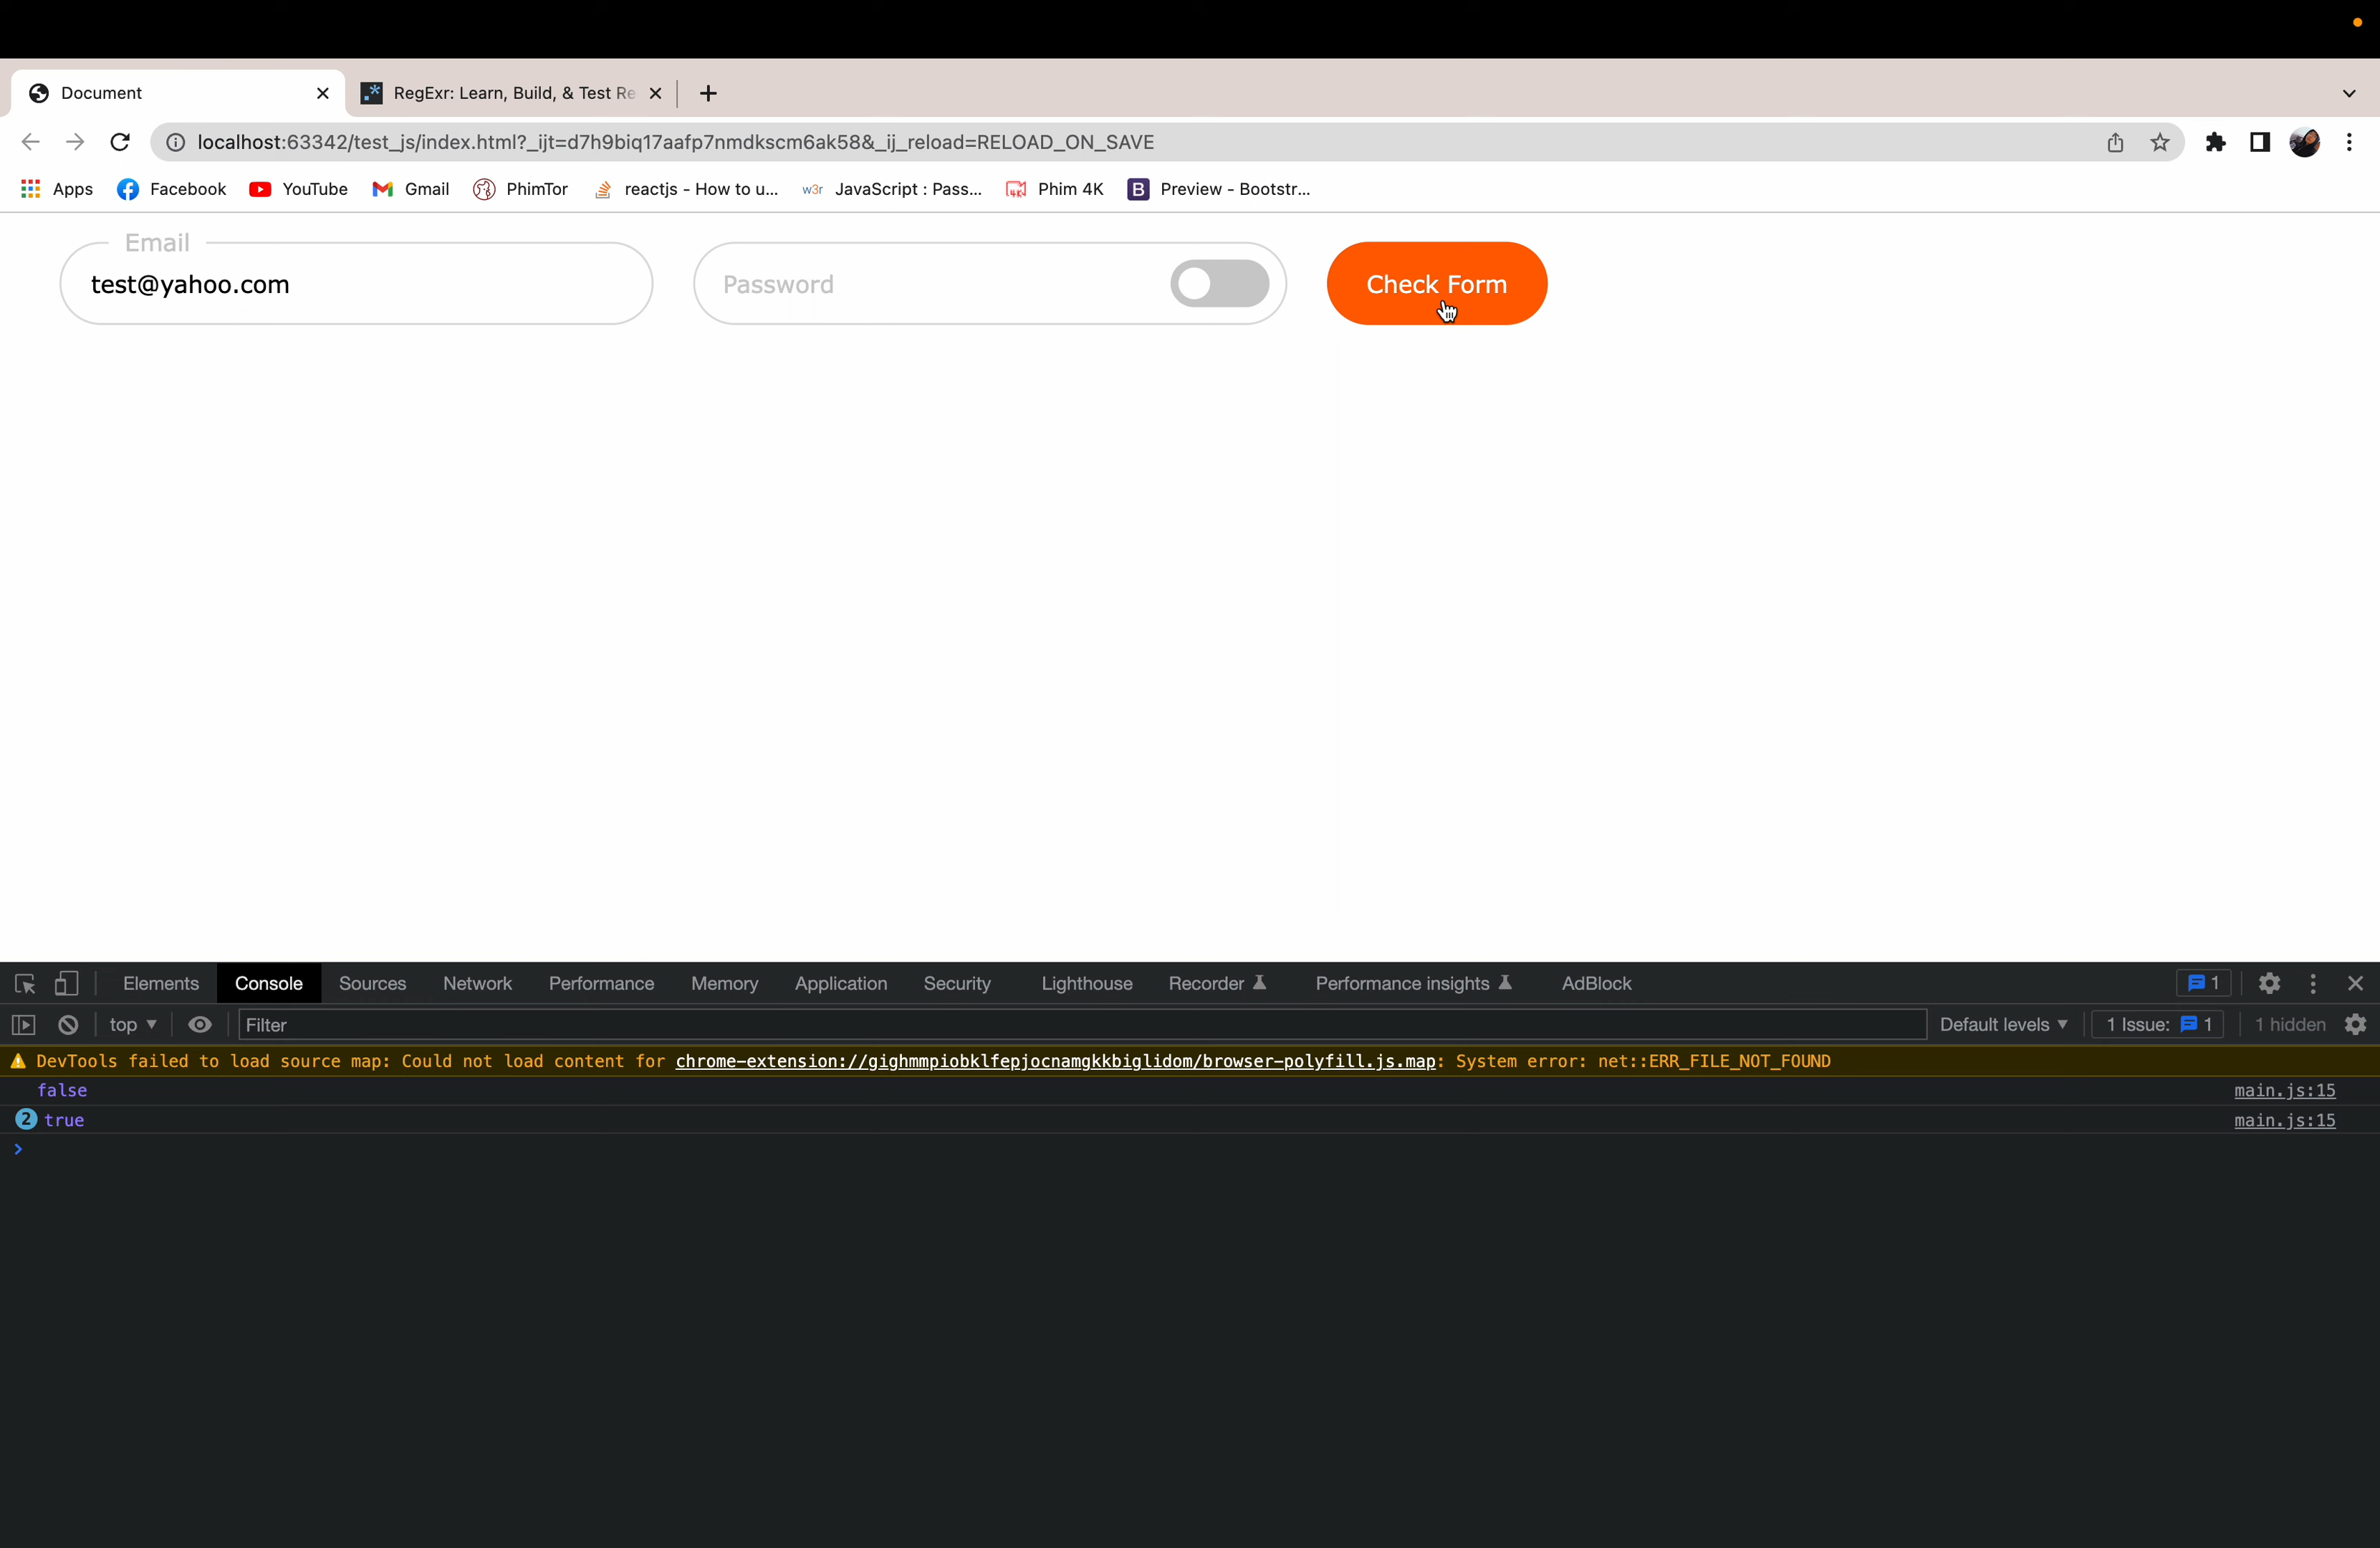 Document
RegExr: Learn, Build, & Test Re
localhost:63342/test_js/index.html?_ijt=d7h9biq17aafp7nmdkscm6ak58&_ij_reload=RELOAD_ON_SAVE
Apps Facebook YouTube Gmail PhimTor reactjs - How to u... w3r JavaScript : Pass... 4K Phim 4K B Preview - Bootstr...
Email
test@yahoo.com
Password
Check Form
Elements Console Sources Network Performance Memory Application Security Lighthouse Recorder Performance insights AdBlock 1
top Filter Default levels 1 Issue: 1 1 hidden
DevTools failed to load source map: Could not load content for chrome-extension://gighmmpiobklfepjocnamgkkbiglidom/browser-polyfill.js.map: System error: net::ERR_FILE_NOT_FOUND
false main.js:15
2 true main.js:15